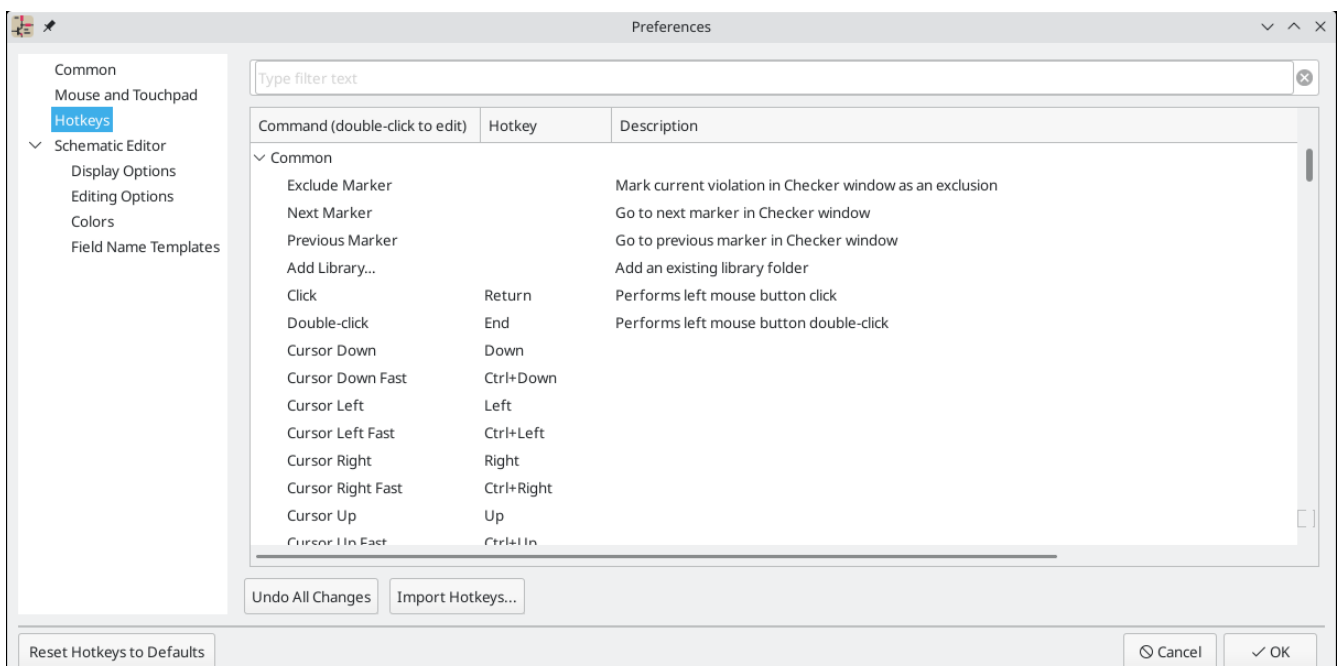 Preferences
Common
Mouse and Touchpad
Hotkeys
Schematic Editor
Display Options
Editing Options
Colors
Field Name Templates
Type filter text
Command (double-click to edit) Hotkey Description
Common
Exclude Marker Mark current violation in Checker window as an exclusion
Next Marker Go to next marker in Checker window
Previous Marker Go to previous marker in Checker window
Add Library... Add an existing library folder
Click Return Performs left mouse button click
Double-click End Performs left mouse button double-click
Cursor Down Down
Cursor Down Fast Ctrl+Down
Cursor Left Left
Cursor Left Fast Ctrl+Left
Cursor Right Right
Cursor Right Fast Ctrl+Right
Cursor Up Up
Cursor Up Fast Ctrl+Up
Undo All Changes Import Hotkeys...
Reset Hotkeys to Defaults Cancel OK